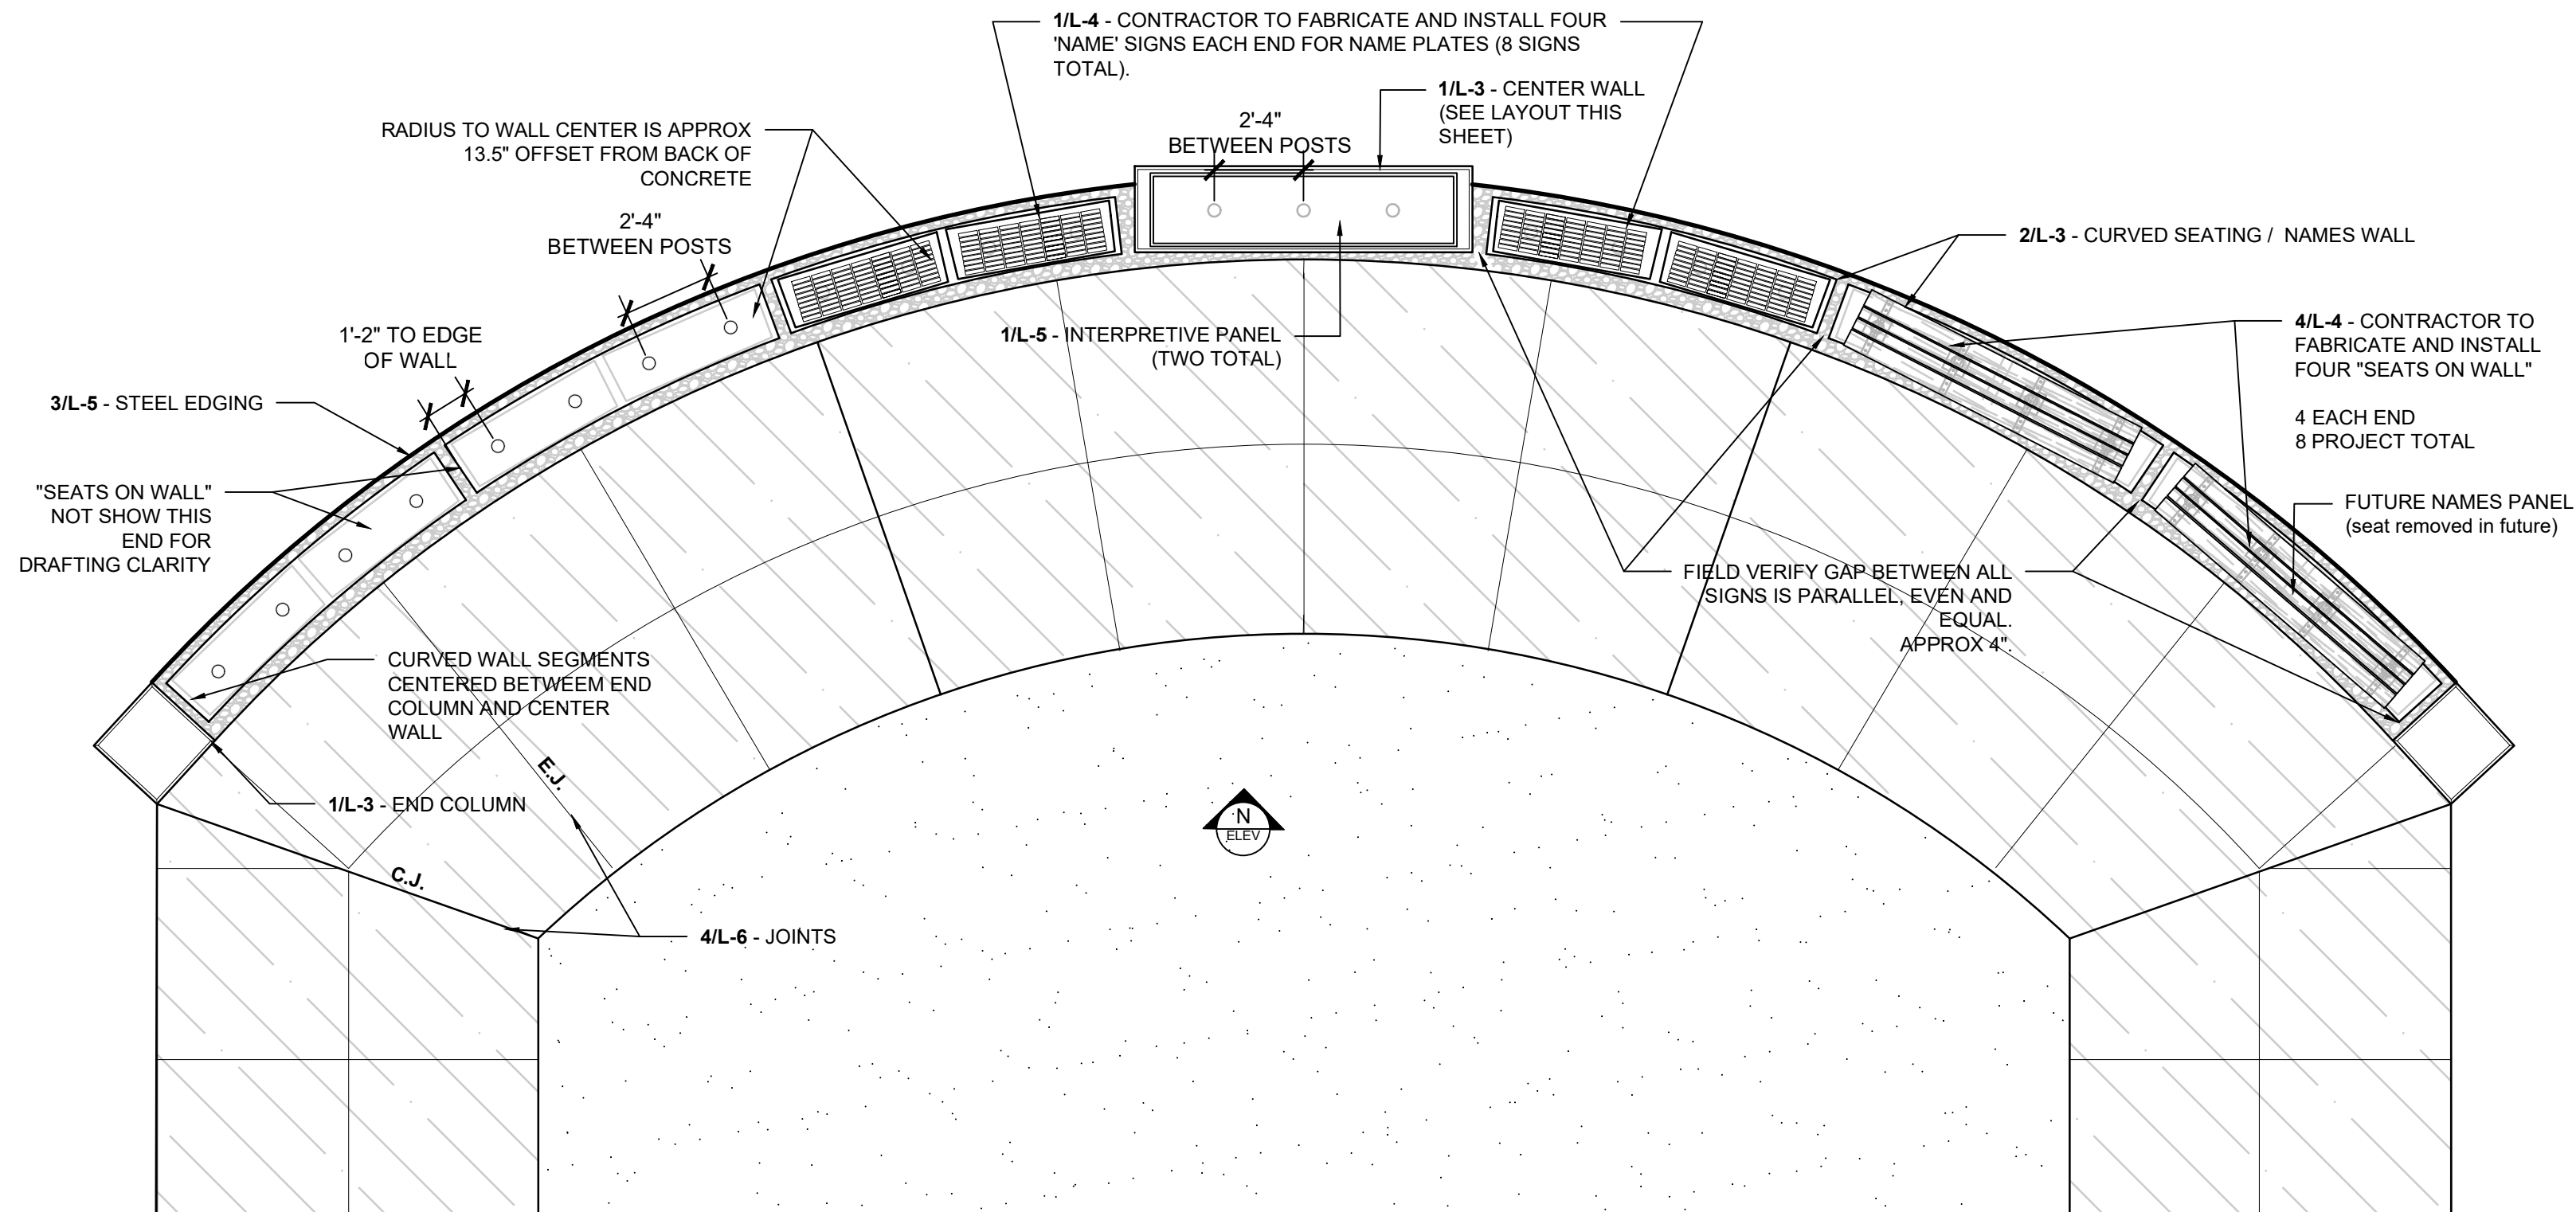 1/L-4 - CONTRACTOR TO FABRICATE AND INSTALL FOUR
'NAME' SIGNS EACH END FOR NAME PLATES (8 SIGNS
TOTAL).
1/L-3 - CENTER WALL
(SEE LAYOUT THIS
SHEET)
2'-4"
BETWEEN POSTS
RADIUS TO WALL CENTER IS APPROX
13.5" OFFSET FROM BACK OF
CONCRETE
2'-4"
BETWEEN POSTS
2/L-3 - CURVED SEATING / NAMES WALL
1'-2" TO EDGE
OF WALL
1/L-5 - INTERPRETIVE PANEL
(TWO TOTAL)
4/L-4 - CONTRACTOR TO
FABRICATE AND INSTALL
FOUR "SEATS ON WALL"
4 EACH END
8 PROJECT TOTAL
3/L-5 - STEEL EDGING
"SEATS ON WALL"
NOT SHOW THIS
END FOR
DRAFTING CLARITY
FUTURE NAMES PANEL
(seat removed in future)
FIELD VERIFY GAP BETWEEN ALL
SIGNS IS PARALLEL, EVEN AND
EQUAL.
APPROX 4".
CURVED WALL SEGMENTS
CENTERED BETWEEM END
COLUMN AND CENTER
WALL
E.J.
1/L-3 - END COLUMN
N
ELEV
C.J.
4/L-6 - JOINTS